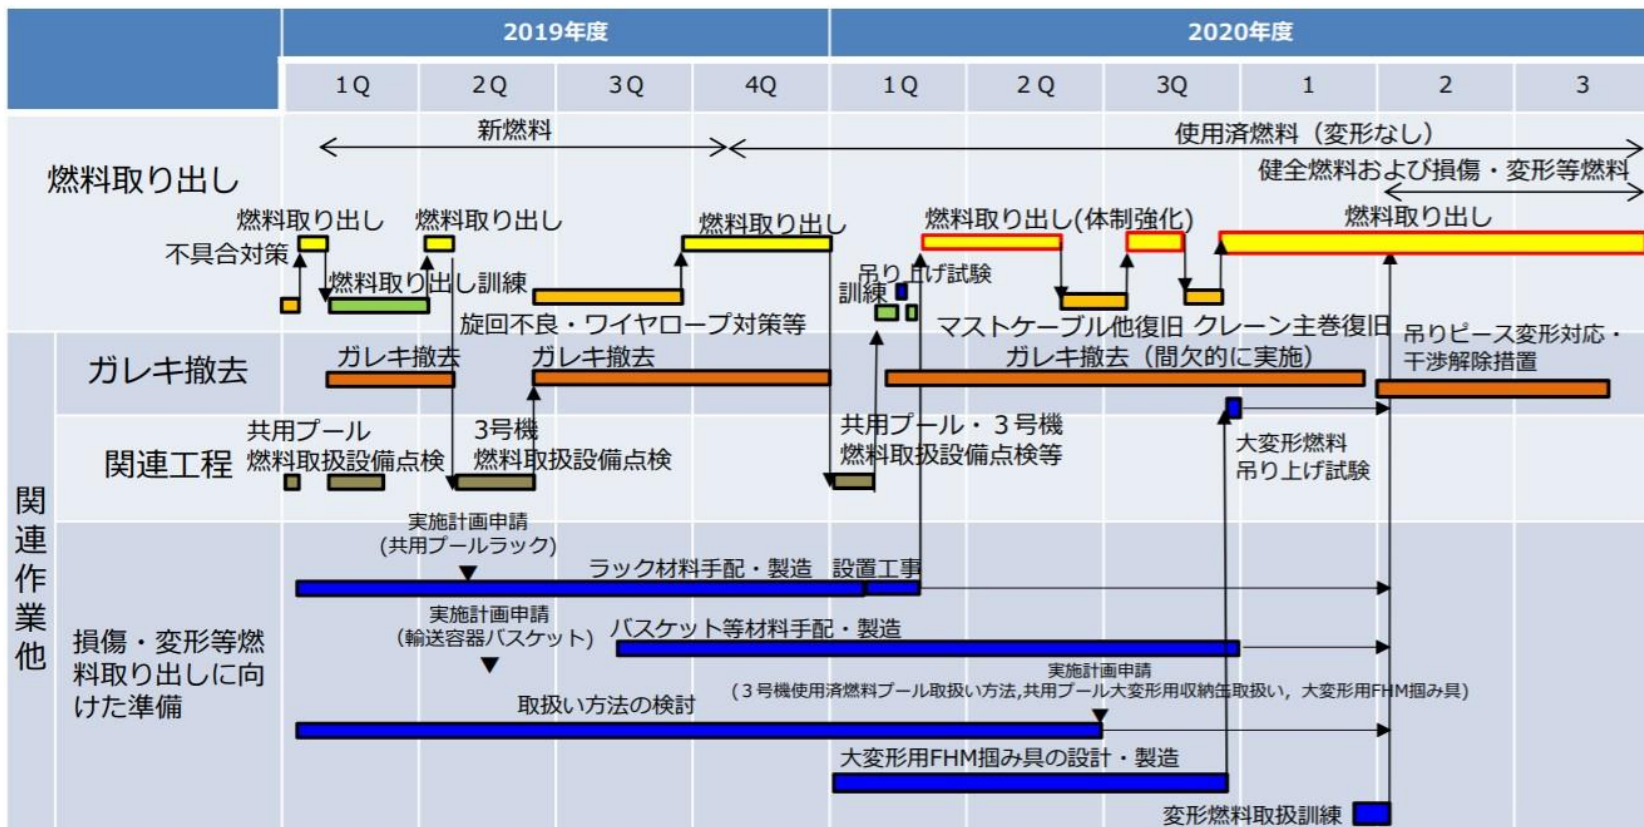 2019年度
2020年度
1Q
2Q
3Q
4Q
1Q
2Q
3Q
1
2
3
燃料取り出し
新燃料
使用済燃料（変形なし）
健全燃料および損傷・変形等燃料
燃料取り出し
燃料取り出し
燃料取り出し
燃料取り出し(体制強化)
燃料取り出し
不具合対策
燃料取り出し訓練
吊り上げ試験
訓練
旋回不良・ワイヤロープ対策等
マストケーブル他復旧
クレーン主巻復旧
関連作業他
ガレキ撤去
ガレキ撤去
ガレキ撤去
ガレキ撤去（間欠的に実施）
吊りピース変形対応・
干渉解除措置
関連工程
共用プール
燃料取扱設備点検
3号機
燃料取扱設備点検
共用プール・３号機
燃料取扱設備点検等
大変形燃料
吊り上げ試験
損傷・変形等燃
料取り出しに向
けた準備
実施計画申請
(共用プールラック)
ラック材料手配・製造
設置工事
実施計画申請
(輸送容器バスケット)
バスケット等材料手配・製造
実施計画申請
(３号機使用済燃料プール取扱い方法,共用プール大変形用収納缶取扱い，大変形用FHM掴み具)
取扱い方法の検討
大変形用FHM掴み具の設計・製造
変形燃料取扱訓練